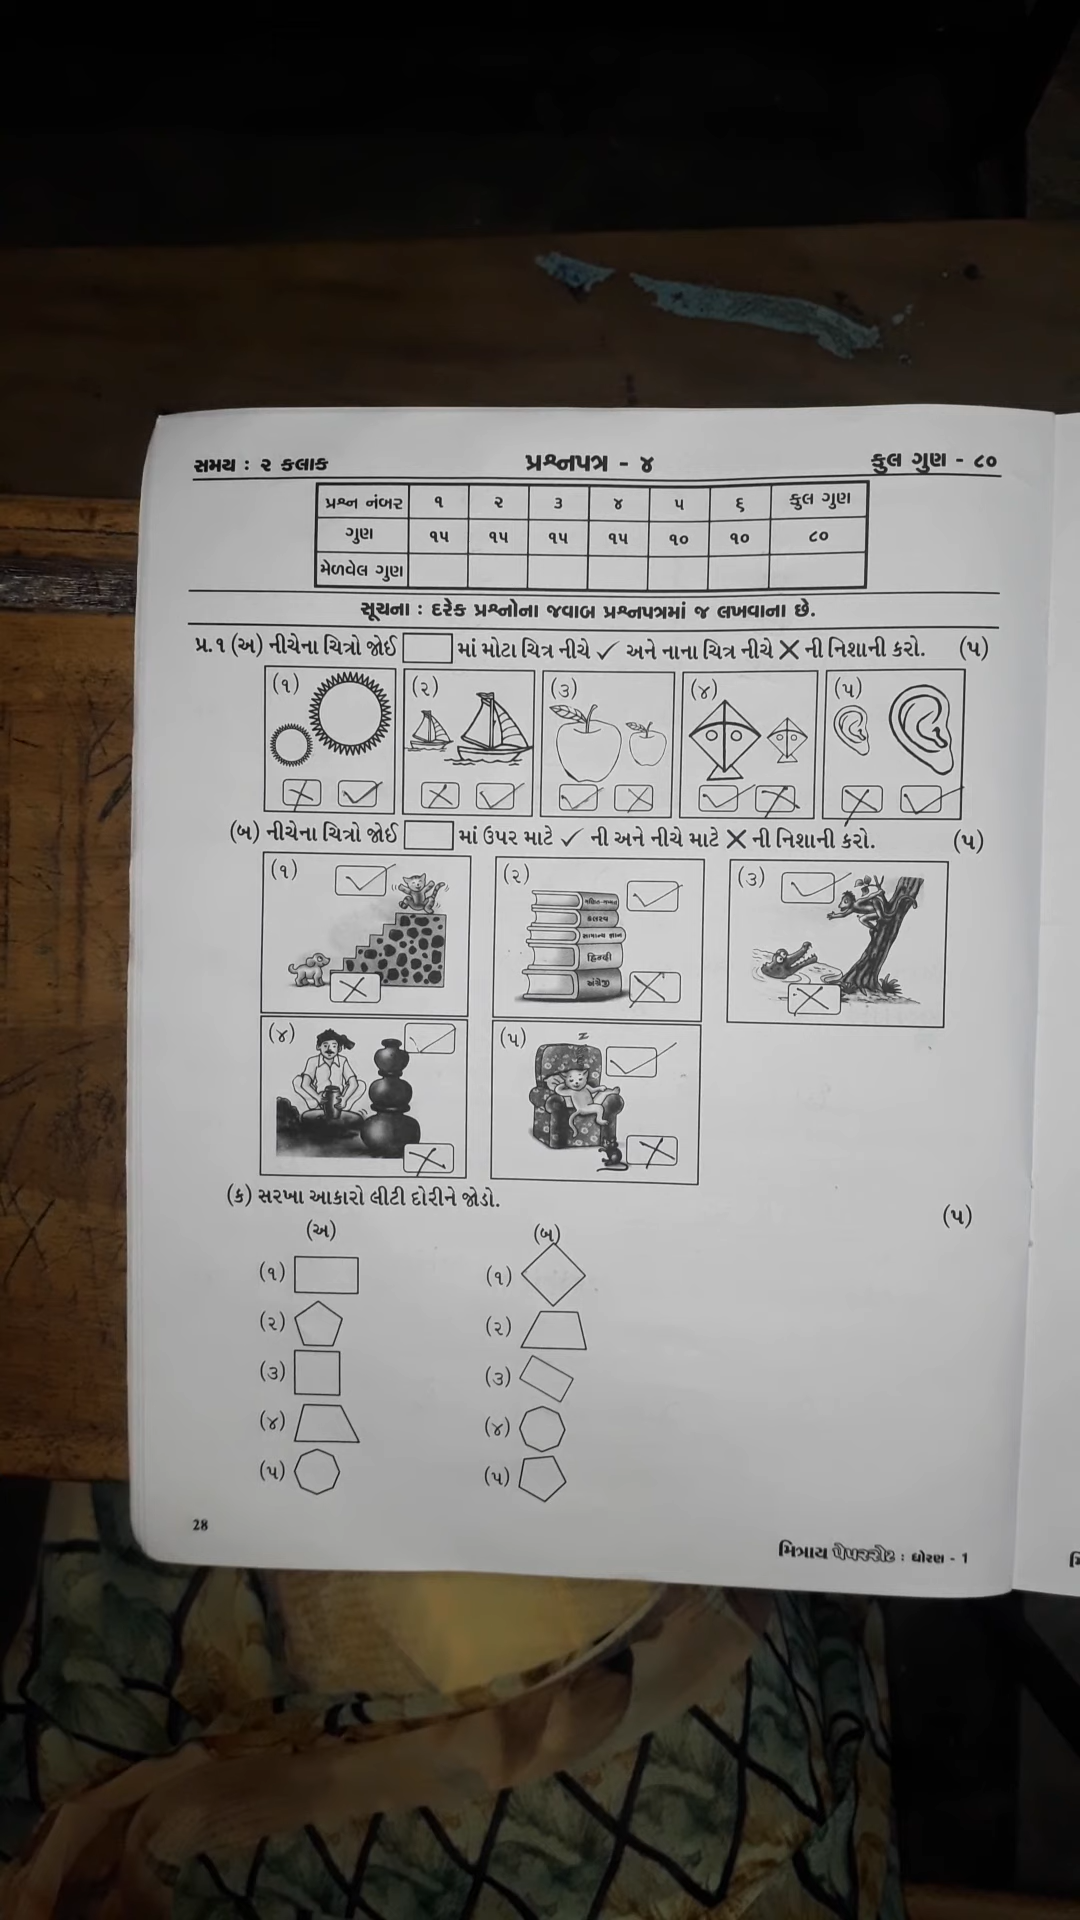 સમય : ૨ કલાક પ્રશ્નપત્ર - ૪ કુલ ગુણ - ૮૦
પ્રશ્ન નંબર ૧ ૨ ૩ ૪ ૫ ૬ કુલ ગુણ
ગુણ ૧૫ ૧૫ ૧૫ ૧૫ ૧૦ ૧૦ ૮૦
મેળવેલ ગુણ
સૂચના : દરેક પ્રશ્નોના જવાબ પ્રશ્નપત્રમાં જ લખવાના છે.
પ્ર.૧ (અ) નીચેના ચિત્રો જોઈ માં મોટા ચિત્ર નીચે ✓ અને નાના ચિત્ર નીચે ✕ ની નિશાની કરો. (૫)
(૧) (૨) (૩) (૪) (૫)
✕ ✓ ✕ ✓ ✓ ✕ ✓ ✕ ✕ ✓
(બ) નીચેના ચિત્રો જોઈ માં ઉપર માટે ✓ ની અને નીચે માટે ✕ ની નિશાની કરો. (૫)
(૧) ✓ (૨) ✓ (૩) ✓
કલરવ
સામાન્ય જ્ઞાન
હિન્દી
અંગ્રેજી
✕ ✕ ✕
(૪) ✓ (૫) z ✓
✕ ✕
(ક) સરખા આકારો લીટી દોરીને જોડો. (૫)
(અ) (બ)
(૧) (૧)
(૨) (૨)
(૩) (૩)
(૪) (૪)
(૫) (૫)
28 મિત્રાય પેપરસેટ : ધોરણ - 1